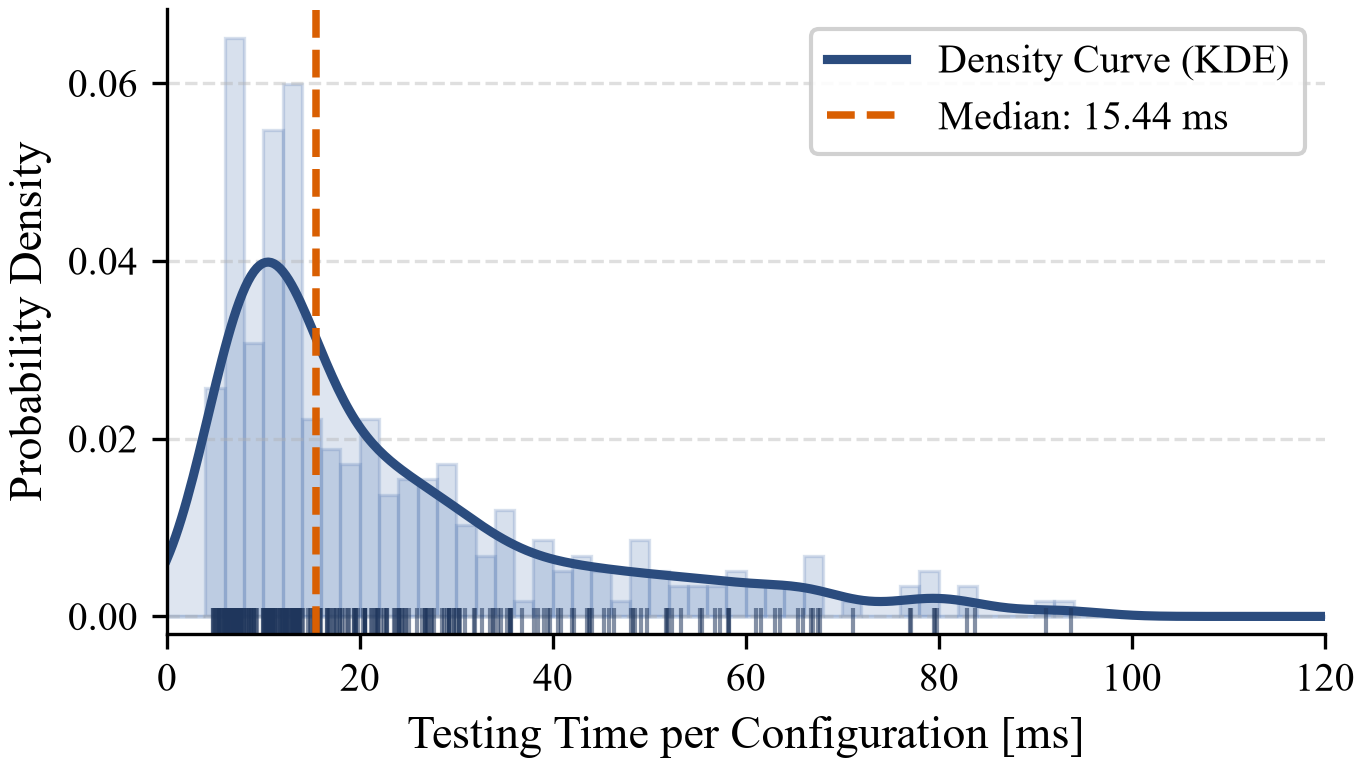 Density Curve (KDE)
Median: 15.44 ms
Probability Density
0.06
0.04
0.02
0.00
0 20 40 60 80 100 120
Testing Time per Configuration [ms]